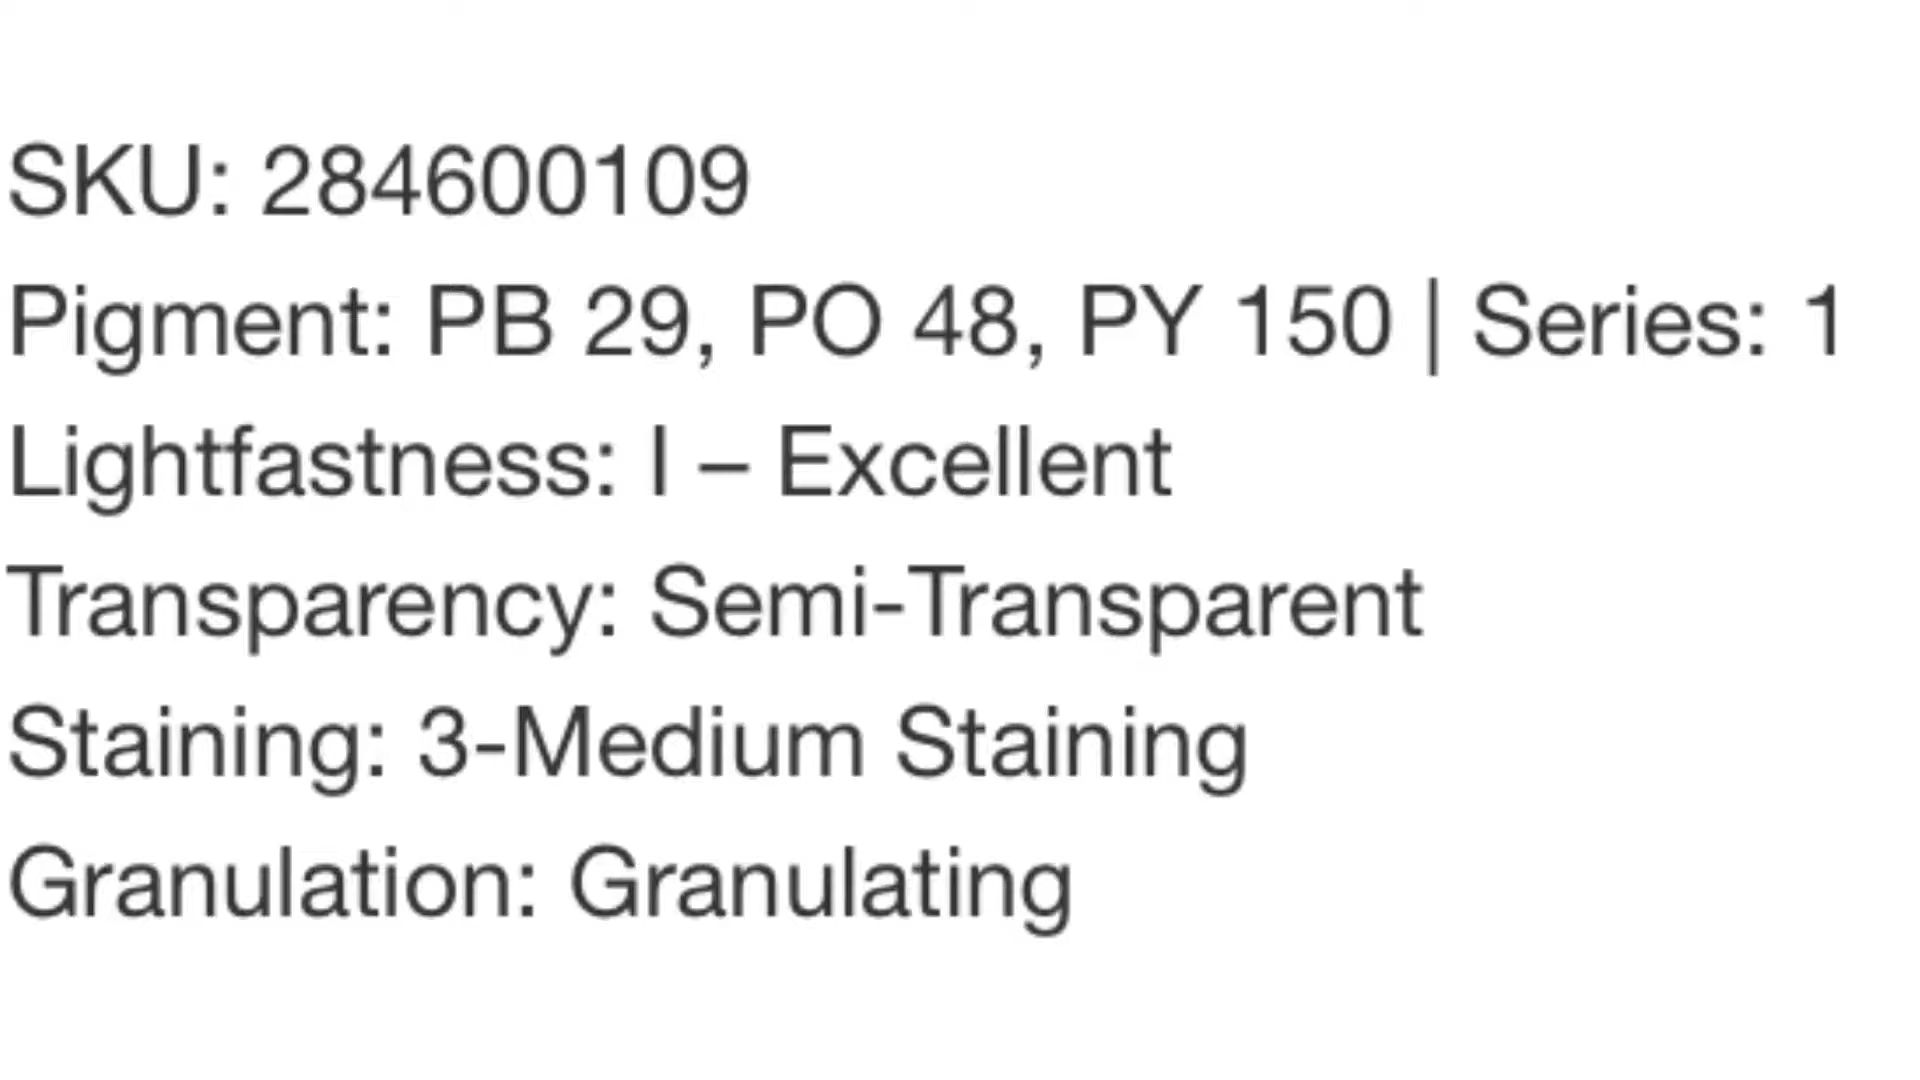 SKU: 284600109
Pigment: PB 29, PO 48, PY 150 | Series: 1
Lightfastness: I – Excellent
Transparency: Semi-Transparent
Staining: 3-Medium Staining
Granulation: Granulating